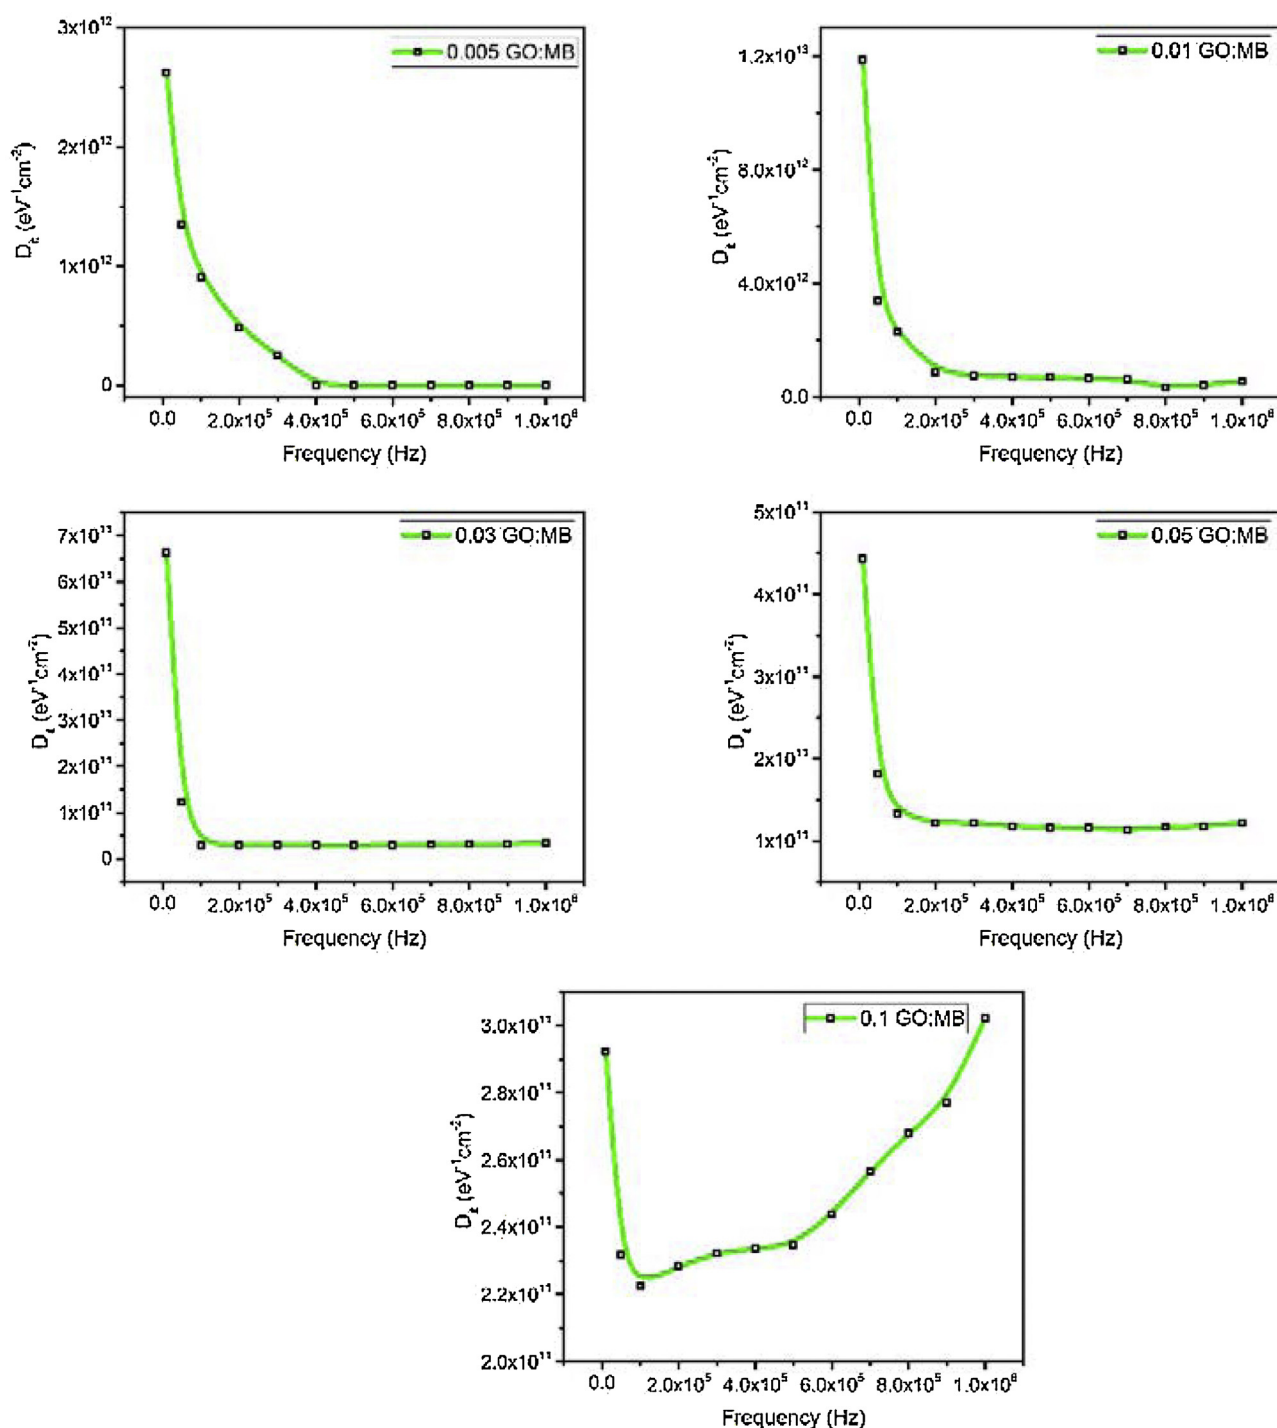 0.005 GO:MB
3x10¹²
2x10¹²
1x10¹²
0
D_it (eV⁻¹cm⁻²)
0.0 2.0x10⁵ 4.0x10⁵ 6.0x10⁵ 8.0x10⁵ 1.0x10⁶
Frequency (Hz)
0.01 GO:MB
1.2x10¹³
8.0x10¹²
4.0x10¹²
0.0
D_it (eV⁻¹cm⁻²)
0.0 2.0x10⁵ 4.0x10⁵ 6.0x10⁵ 8.0x10⁵ 1.0x10⁶
Frequency (Hz)
0.03 GO:MB
7x10¹¹
6x10¹¹
5x10¹¹
4x10¹¹
3x10¹¹
2x10¹¹
1x10¹¹
0
D_it (eV⁻¹cm⁻²)
0.0 2.0x10⁵ 4.0x10⁵ 6.0x10⁵ 8.0x10⁵ 1.0x10⁶
Frequency (Hz)
0.05 GO:MB
5x10¹¹
4x10¹¹
3x10¹¹
2x10¹¹
1x10¹¹
D_it (eV⁻¹cm⁻²)
0.0 2.0x10⁵ 4.0x10⁵ 6.0x10⁵ 8.0x10⁵ 1.0x10⁶
Frequency (Hz)
0.1 GO:MB
3.0x10¹¹
2.8x10¹¹
2.6x10¹¹
2.4x10¹¹
2.2x10¹¹
2.0x10¹¹
D_it (eV⁻¹cm⁻²)
0.0 2.0x10⁵ 4.0x10⁵ 6.0x10⁵ 8.0x10⁵ 1.0x10⁶
Frequency (Hz)